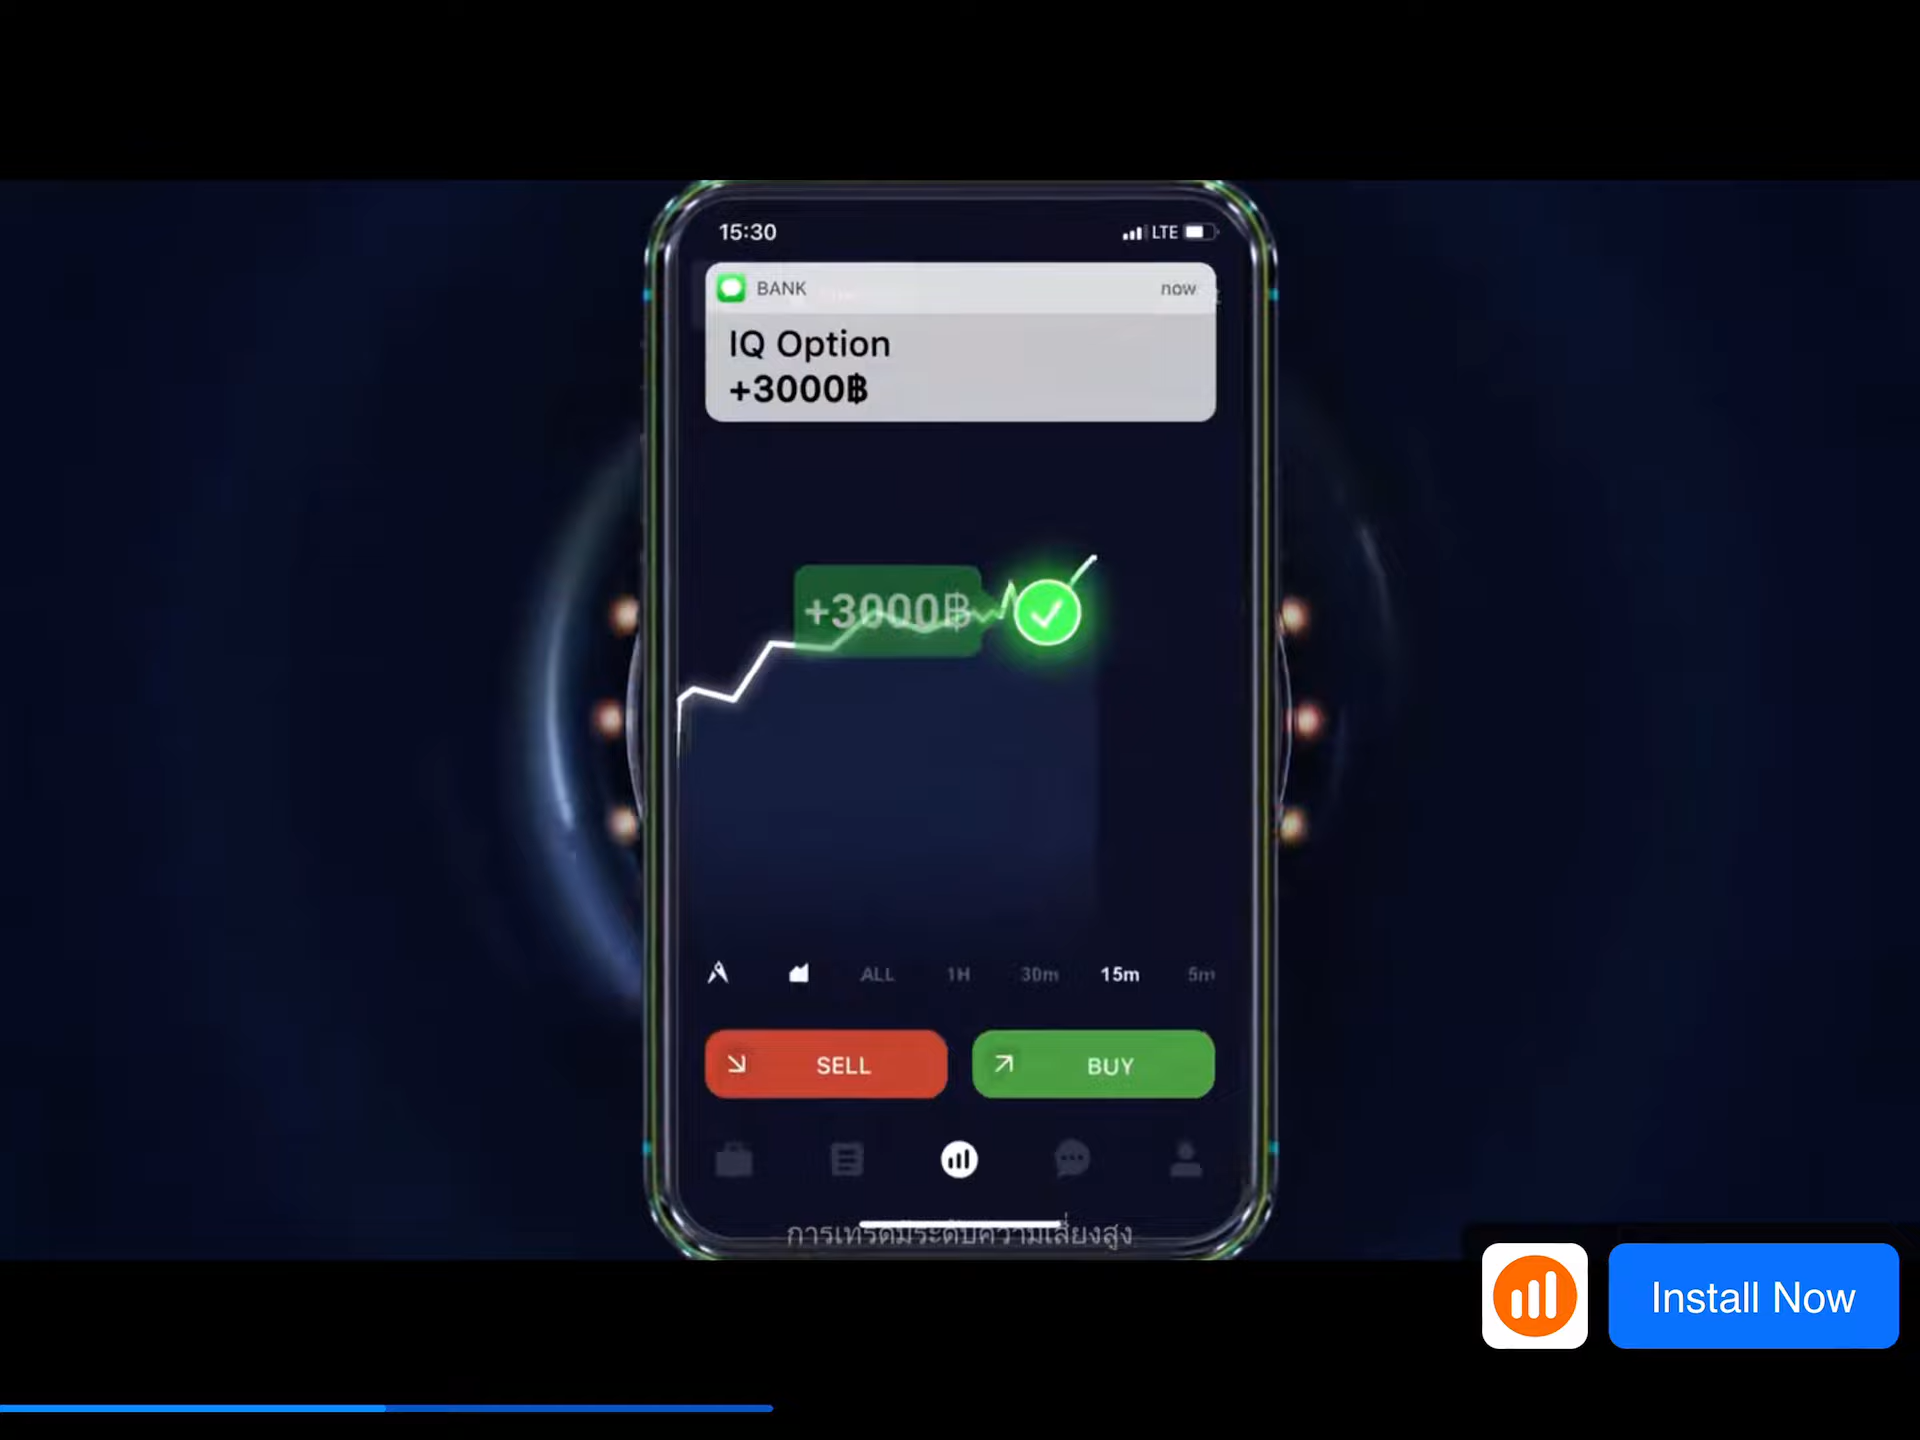 15:30 LTE
BANK now
IQ Option
+3000฿
+3000฿
ALL 1H 30m 15m 5m
SELL BUY
การเทรดมีระดับความเสี่ยงสูง
Install Now